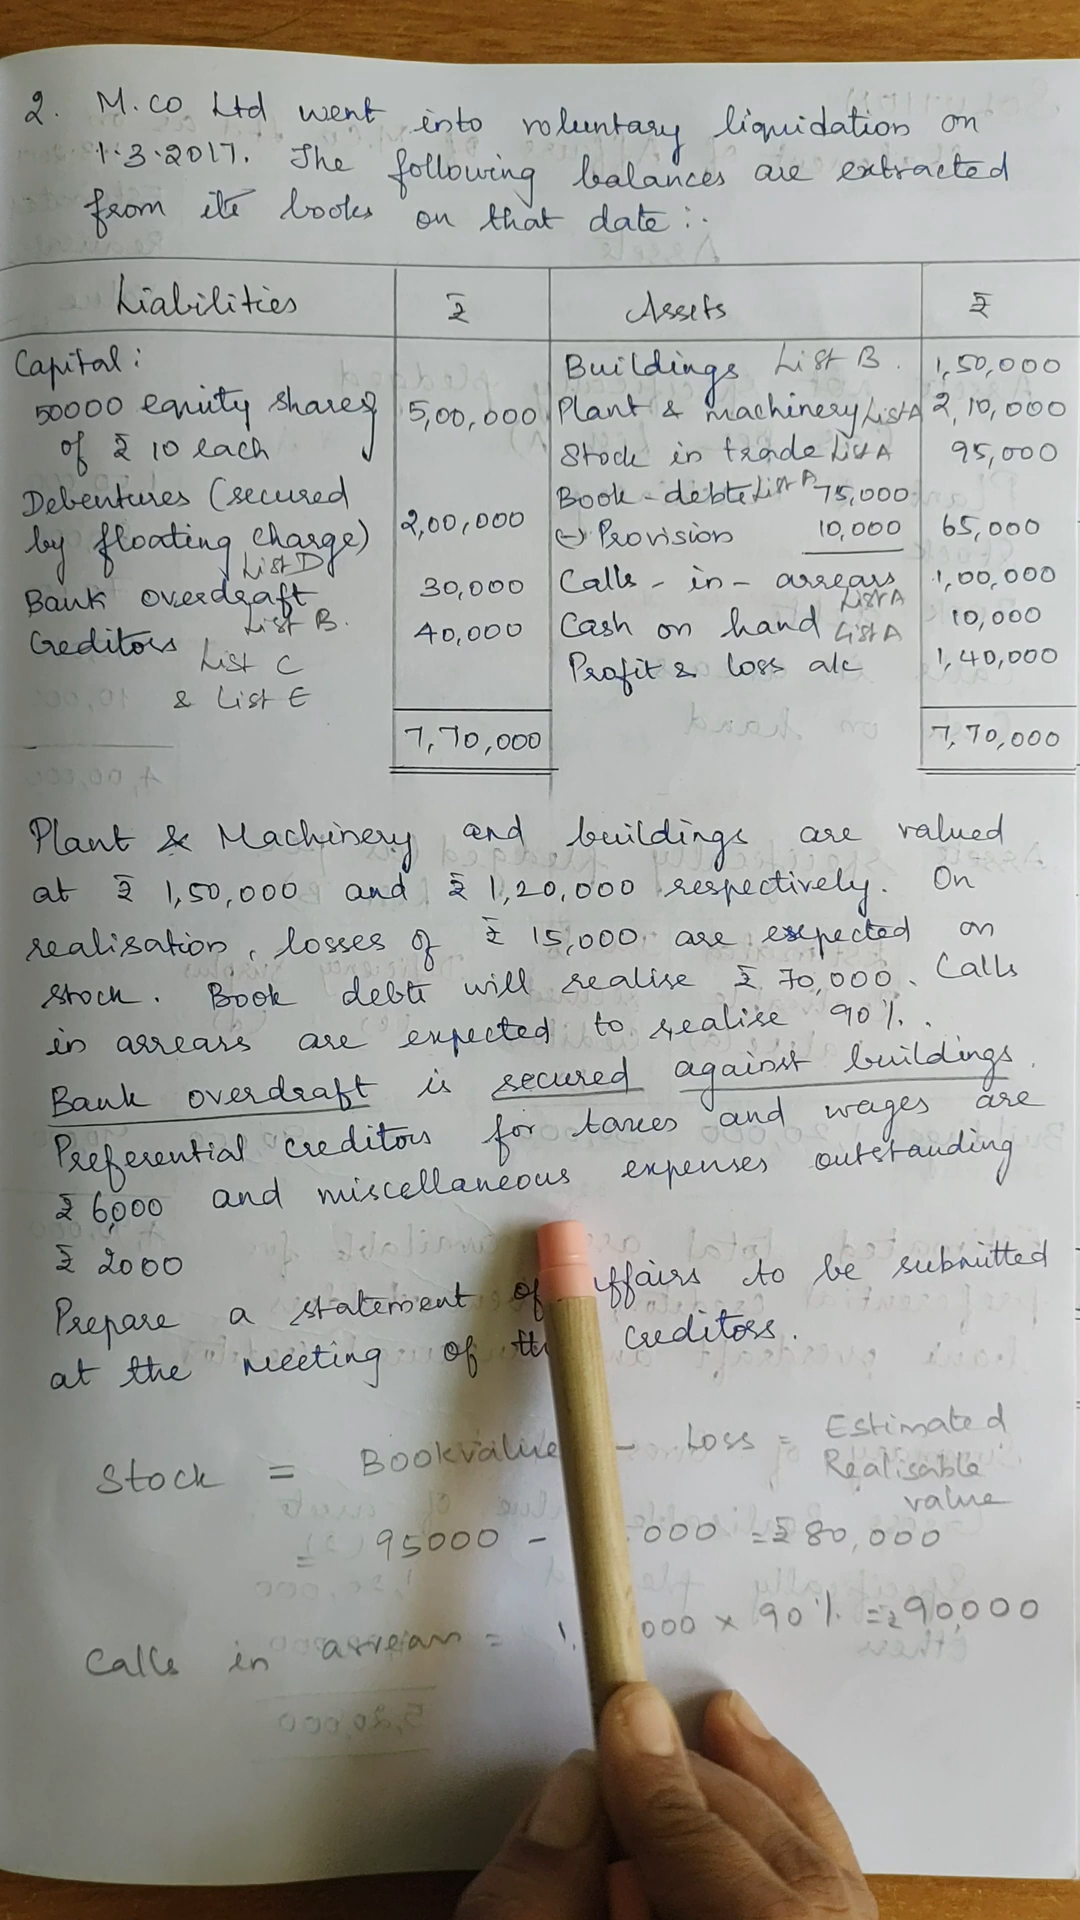 2. M.co Ltd went into voluntary liquidation on
1.3.2017. The following balances are extracted
from its books on that date :-
Liabilities ₹ Assets ₹
Capital : Buildings List B. 1,50,000
50000 equity shares 5,00,000 Plant & machinery List A 2,10,000
of ₹ 10 each Stock in trade List A 95,000
Debentures (secured Book-debts List A 75,000
by floating charge) 2,00,000 (-) Provision 10,000 65,000
List D
Bank overdraft 30,000 Calls-in-arrears 1,00,000
List B. List A
Creditors 40,000 Cash on hand List A 10,000
List C Profit & loss a/c 1,40,000
& List E
7,70,000 7,70,000
Plant & Machinery and buildings are valued
at ₹ 1,50,000 and ₹ 1,20,000 respectively. On
realisation, losses of ₹ 15,000 are expected on
stock. Book debts will realise ₹ 70,000. Calls
in arrears are expected to realise 90%.
Bank overdraft is secured against buildings.
Preferential creditors for taxes and wages are
₹ 6,000 and miscellaneous expenses outstanding
₹ 2000
Prepare a statement of affairs to be submitted
at the meeting of the creditors.
Stock = Bookvalue - Loss = Estimated
Realisable
value
= 95000 - 000 = ₹ 80,000
Calls in arrears = 1, 000 x 90% = ₹ 90,000